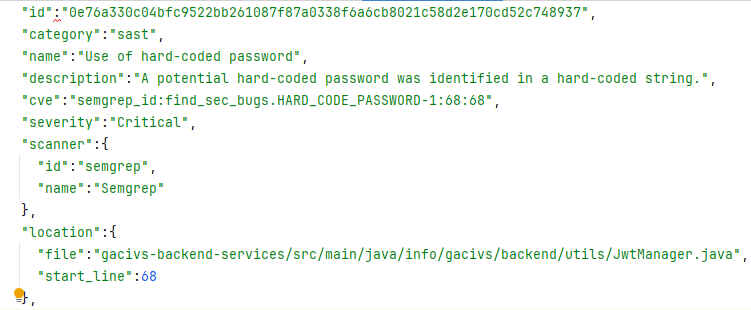 "id":"0e76a330c04bfc9522bb261087f87a0338f6a6cb8021c58d2e170cd52c748937",
"category":"sast",
"name":"Use of hard-coded password",
"description":"A potential hard-coded password was identified in a hard-coded string.",
"cve":"semgrep_id:find_sec_bugs.HARD_CODE_PASSWORD-1:68:68",
"severity":"Critical",
"scanner":{
"id":"semgrep",
"name":"Semgrep"
},
"location":{
"file":"gacivs-backend-services/src/main/java/info/gacivs/backend/utils/JwtManager.java",
"start_line":68
},